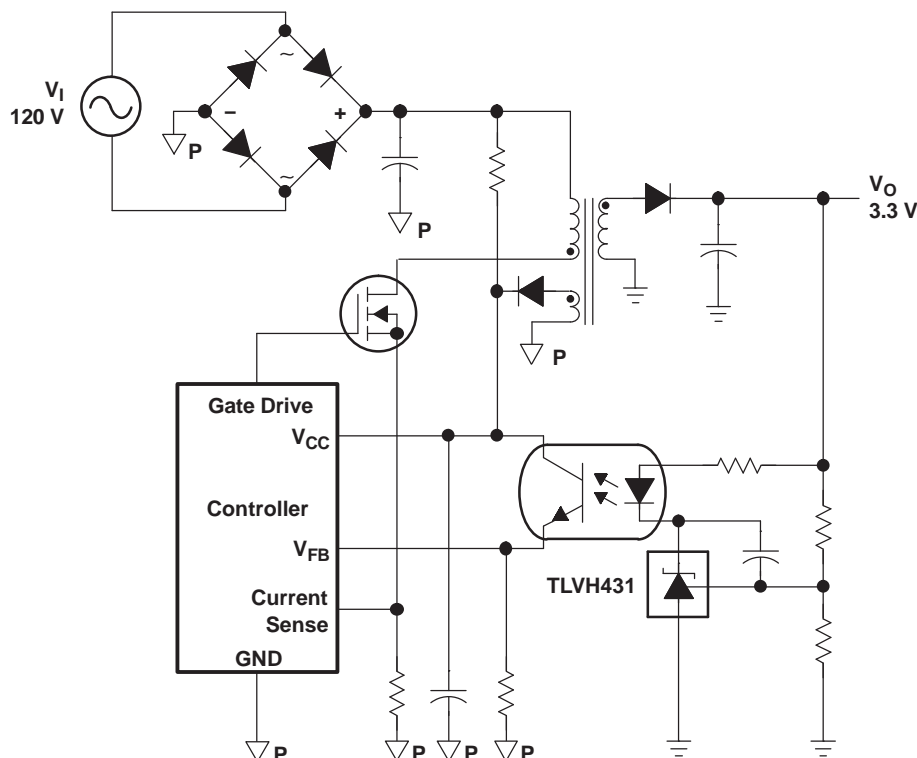 V_I
120 V
~
–
+
~
P
P
V_O
3.3 V
P
Gate Drive
V_CC
Controller
V_FB
TLVH431
Current
Sense
GND
P
P
P
P